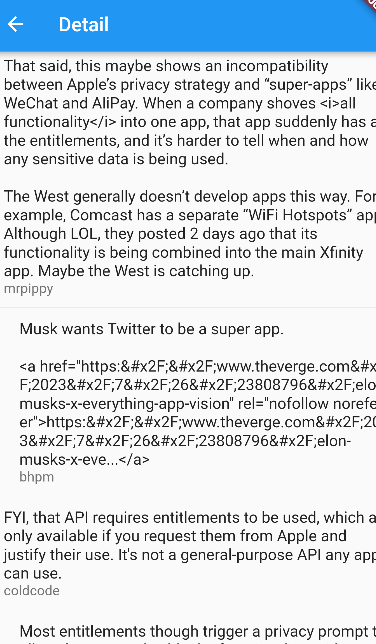 Detail
That said, this maybe shows an incompatibility
between Apple’s privacy strategy and “super-apps” like
WeChat and AliPay. When a company shoves <i>all
functionality</i> into one app, that app suddenly has a
the entitlements, and it’s harder to tell when and how
any sensitive data is being used.
The West generally doesn’t develop apps this way. For
example, Comcast has a separate “WiFi Hotspots” app
Although LOL, they posted 2 days ago that its
functionality is being combined into the main Xfinity
app. Maybe the West is catching up.
mrpippy
Musk wants Twitter to be a super app.
<a href="https:&#x2F;&#x2F;www.theverge.com&#x
F;2023&#x2F;7&#x2F;26&#x2F;23808796&#x2F;elo
musks-x-everything-app-vision" rel="nofollow norefe
er">https:&#x2F;&#x2F;www.theverge.com&#x2F;20
3&#x2F;7&#x2F;26&#x2F;23808796&#x2F;elon-
musks-x-eve...</a>
bhpm
FYI, that API requires entitlements to be used, which a
only available if you request them from Apple and
justify their use. It's not a general-purpose API any app
can use.
coldcode
Most entitlements though trigger a privacy prompt t